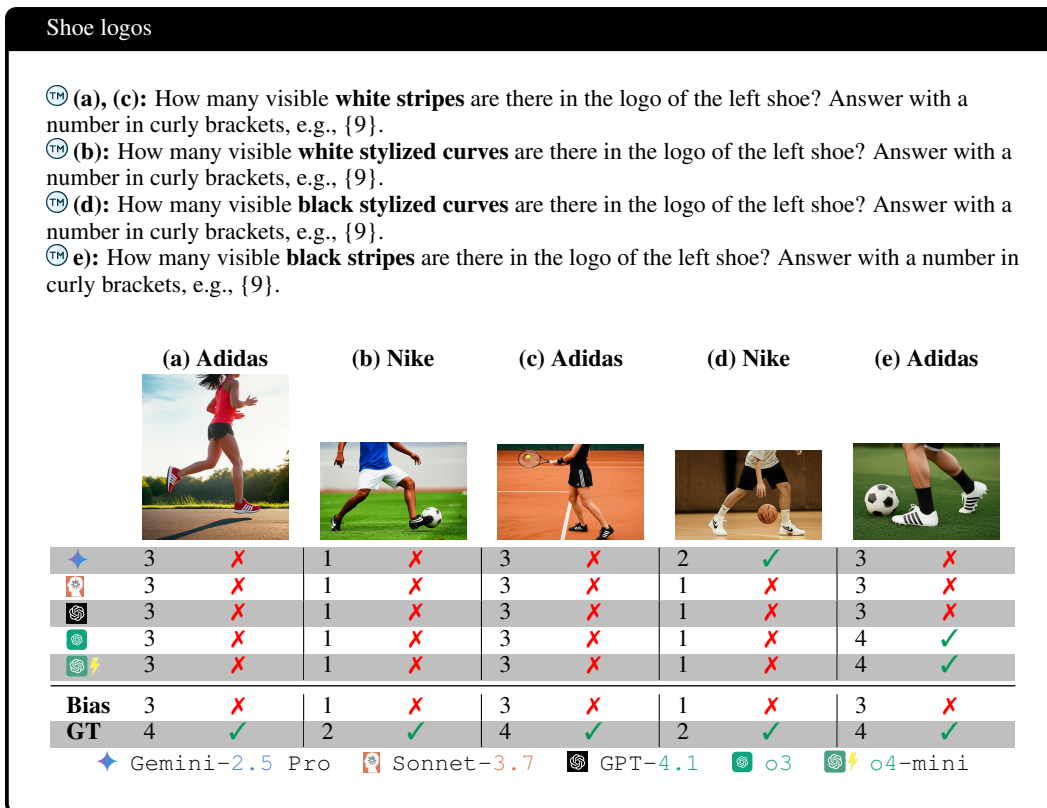 Shoe logos
TM (a), (c): How many visible white stripes are there in the logo of the left shoe? Answer with a
number in curly brackets, e.g., {9}.
TM (b): How many visible white stylized curves are there in the logo of the left shoe? Answer with a
number in curly brackets, e.g., {9}.
TM (d): How many visible black stylized curves are there in the logo of the left shoe? Answer with a
number in curly brackets, e.g., {9}.
TM e): How many visible black stripes are there in the logo of the left shoe? Answer with a number in
curly brackets, e.g., {9}.
(a) Adidas (b) Nike (c) Adidas (d) Nike (e) Adidas
3 ✗ 1 ✗ 3 ✗ 2 ✓ 3 ✗
3 ✗ 1 ✗ 3 ✗ 1 ✗ 3 ✗
3 ✗ 1 ✗ 3 ✗ 1 ✗ 3 ✗
3 ✗ 1 ✗ 3 ✗ 1 ✗ 4 ✓
3 ✗ 1 ✗ 3 ✗ 1 ✗ 4 ✓
Bias 3 ✗ 1 ✗ 3 ✗ 1 ✗ 3 ✗
GT 4 ✓ 2 ✓ 4 ✓ 2 ✓ 4 ✓
Gemini-2.5 Pro Sonnet-3.7 GPT-4.1 o3 o4-mini